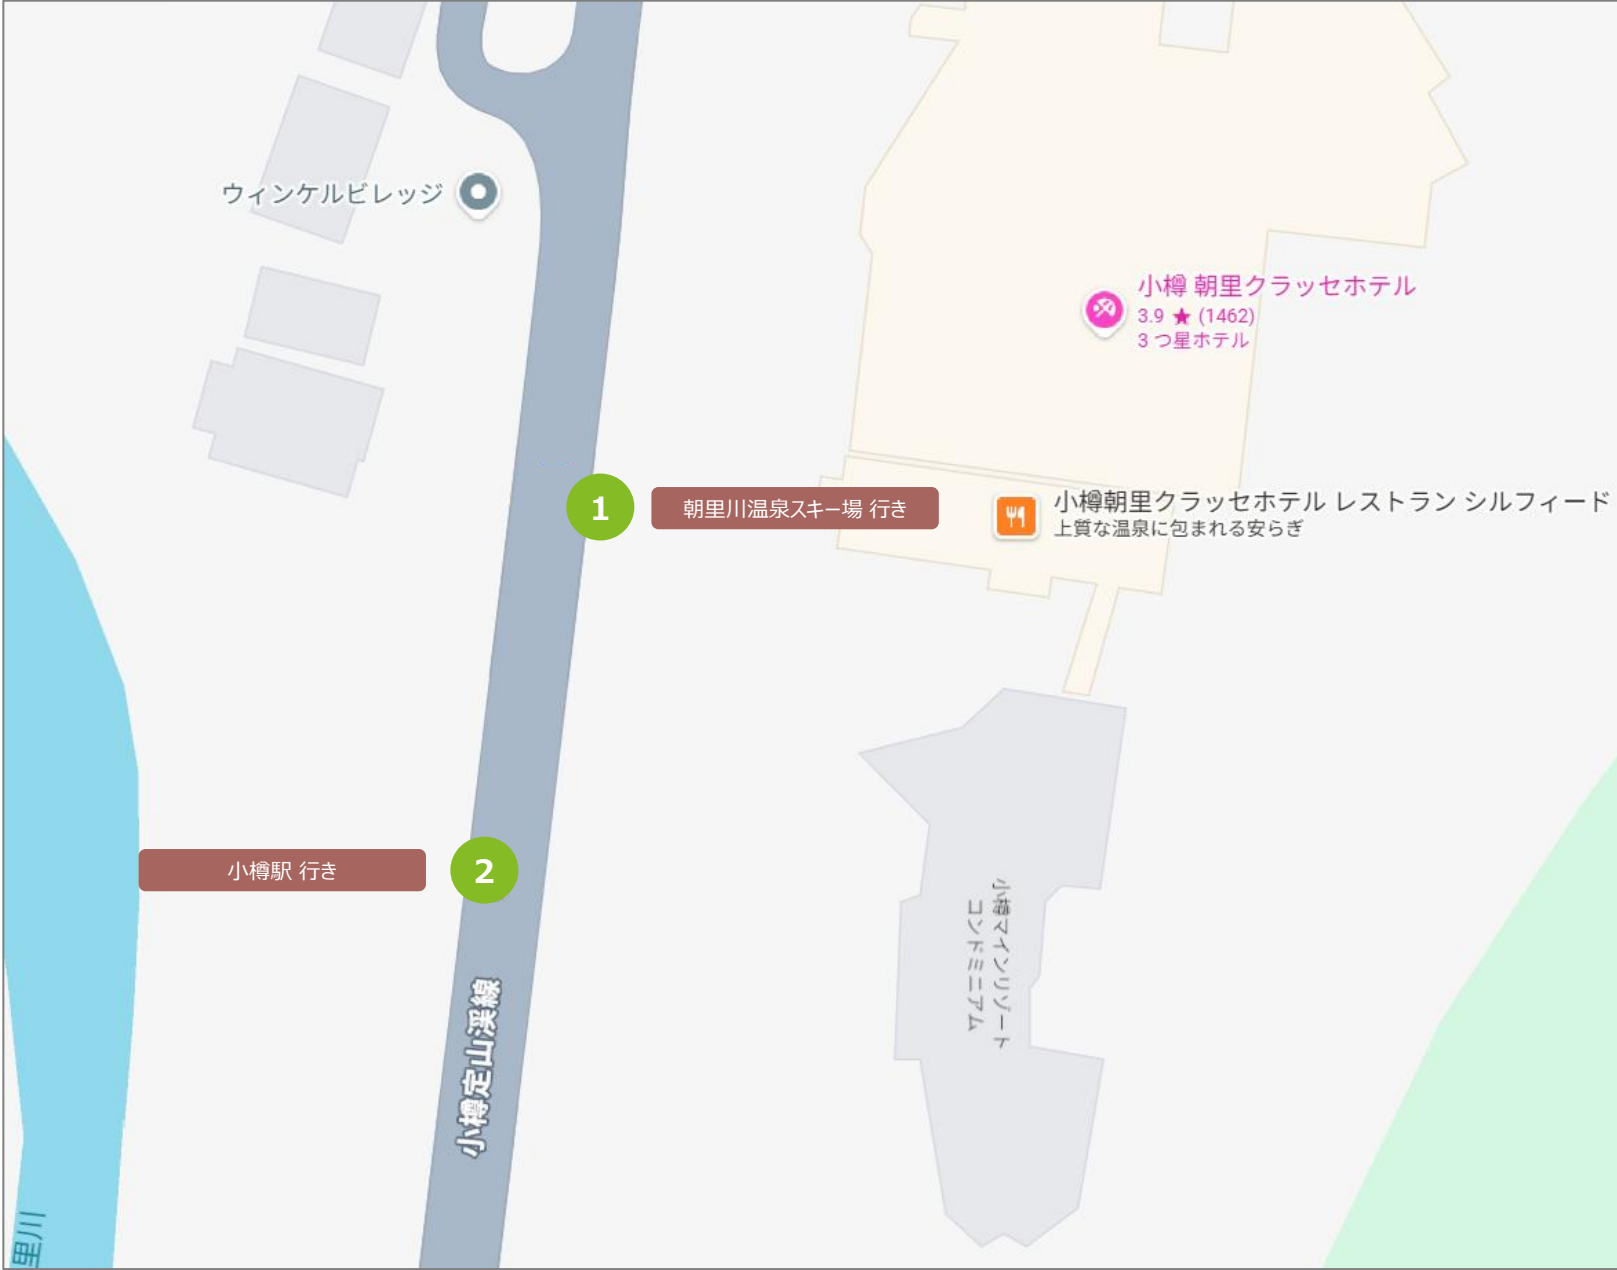 ウィンケルビレッジ
小樽 朝里クラッセホテル
3.9 ★ (1462)
3 つ星ホテル
1
朝里川温泉スキー場 行き
小樽朝里クラッセホテル レストラン シルフィード
上質な温泉に包まれる安らぎ
小樽駅 行き
2
小樽マインリゾート
コンドミニアム
小樽定山渓線
里川